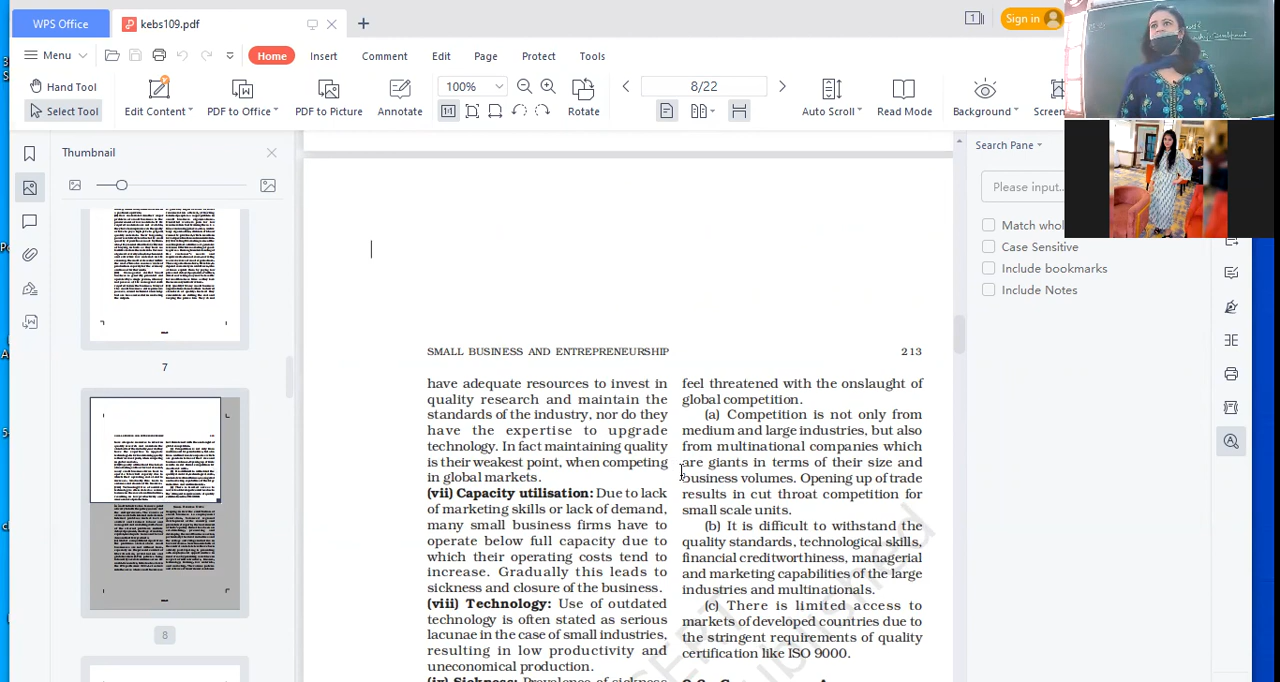 WPS Office
kebs109.pdf
1
Sign in
Menu
Home
Insert
Comment
Edit
Page
Protect
Tools
Hand Tool
Select Tool
Edit Content
PDF to Office
PDF to Picture
Annotate
100%
Rotate
8/22
Auto Scroll
Read Mode
Background
Screen
Thumbnail
7
8
Search Pane
Please input...
Match whol
Case Sensitive
Include bookmarks
Include Notes
SMALL BUSINESS AND ENTREPRENEURSHIP
213
have adequate resources to invest in
quality research and maintain the
standards of the industry, nor do they
have the expertise to upgrade
technology. In fact maintaining quality
is their weakest point, when competing
in global markets.
(vii) Capacity utilisation: Due to lack
of marketing skills or lack of demand,
many small business firms have to
operate below full capacity due to
which their operating costs tend to
increase. Gradually this leads to
sickness and closure of the business.
(viii) Technology: Use of outdated
technology is often stated as serious
lacunae in the case of small industries,
resulting in low productivity and
uneconomical production.
(ix) Sickness: Prevalence of sickness
feel threatened with the onslaught of
global competition.
(a) Competition is not only from
medium and large industries, but also
from multinational companies which
are giants in terms of their size and
business volumes. Opening up of trade
results in cut throat competition for
small scale units.
(b) It is difficult to withstand the
quality standards, technological skills,
financial creditworthiness, managerial
and marketing capabilities of the large
industries and multinationals.
(c) There is limited access to
markets of developed countries due to
the stringent requirements of quality
certification like ISO 9000.